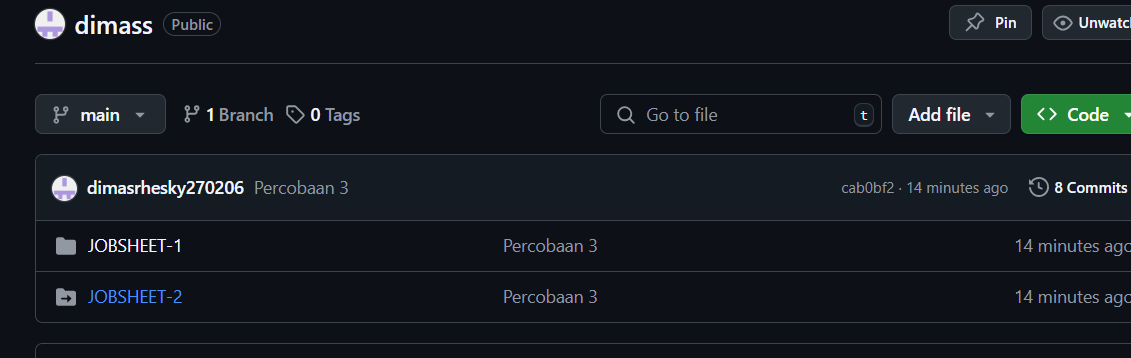 dimass Public Pin Unwatch
main 1 Branch 0 Tags Go to file t Add file Code
dimasrhesky270206 Percobaan 3 cab0bf2 · 14 minutes ago 8 Commits
JOBSHEET-1 Percobaan 3 14 minutes ago
JOBSHEET-2 Percobaan 3 14 minutes ago